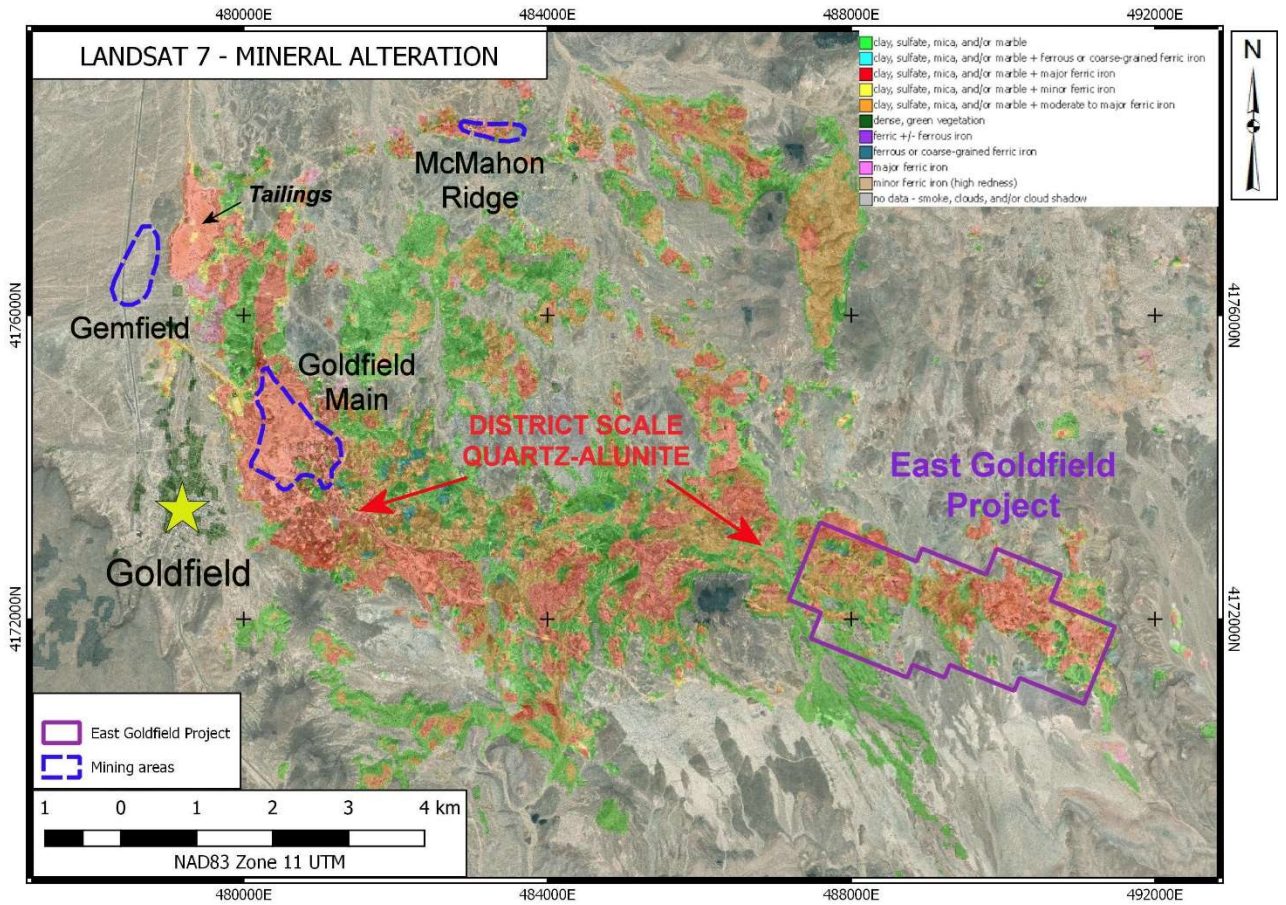 480000E
484000E
488000E
492000E
LANDSAT 7 - MINERAL ALTERATION
clay, sulfate, mica, and/or marble
clay, sulfate, mica, and/or marble + ferrous or coarse-grained ferric iron
clay, sulfate, mica, and/or marble + major ferric iron
clay, sulfate, mica, and/or marble + minor ferric iron
clay, sulfate, mica, and/or marble + moderate to major ferric iron
dense, green vegetation
ferric +/- ferrous iron
ferrous or coarse-grained ferric iron
major ferric iron
minor ferric iron (high redness)
no data - smoke, clouds, and/or cloud shadow
N
McMahon
Ridge
Tailings
Gemfield
4176000N
4176000N
Goldfield
Main
DISTRICT SCALE
QUARTZ-ALUNITE
East Goldfield
Project
Goldfield
4172000N
4172000N
East Goldfield Project
Mining areas
1 0 1 2 3 4 km
NAD83 Zone 11 UTM
480000E
484000E
488000E
492000E